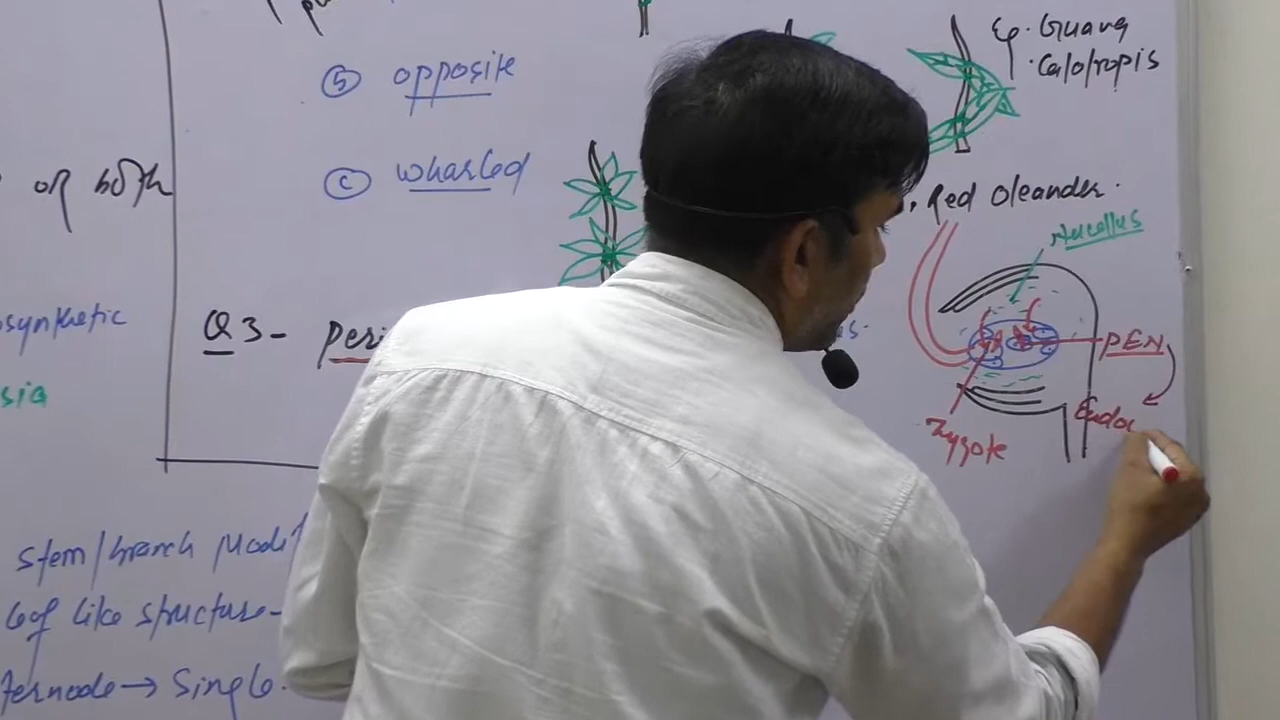 (b) opposite
(c) wharled
Eg. Guava
. Calotropis
. Red Oleander.
or both
osynthetic
sia
Q3- peri
Nucellus
PEN
Endo
Zygote
Stem/branch Modif
leaf like structure-
ternode → Single.